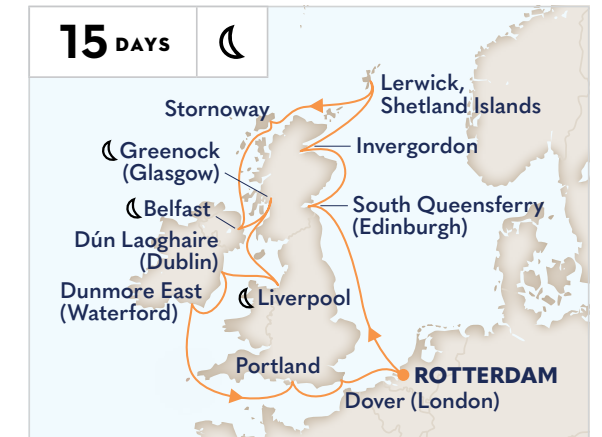 15 DAYS
Lerwick,
Shetland Islands
Stornoway
Invergordon
Greenock
(Glasgow)
South Queensferry
(Edinburgh)
Belfast
Dún Laoghaire
(Dublin)
Dunmore East
(Waterford)
Liverpool
Portland
ROTTERDAM
Dover (London)